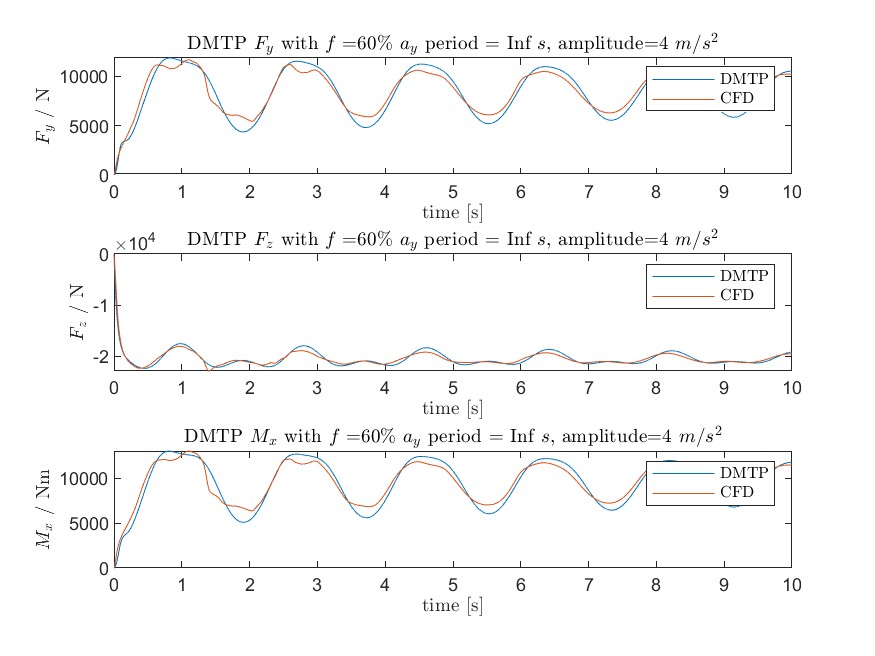 DMTP F_y with f =60% a_y period = Inf s, amplitude=4 m/s^2
10000
5000
0
F_y / N
DMTP
CFD
0 1 2 3 4 5 6 7 8 9 10
time [s]
DMTP F_z with f =60% a_y period = Inf s, amplitude=4 m/s^2
×10^4
0
-1
-2
F_z / N
DMTP
CFD
0 1 2 3 4 5 6 7 8 9 10
time [s]
DMTP M_x with f =60% a_y period = Inf s, amplitude=4 m/s^2
10000
5000
0
M_x / Nm
DMTP
CFD
0 1 2 3 4 5 6 7 8 9 10
time [s]